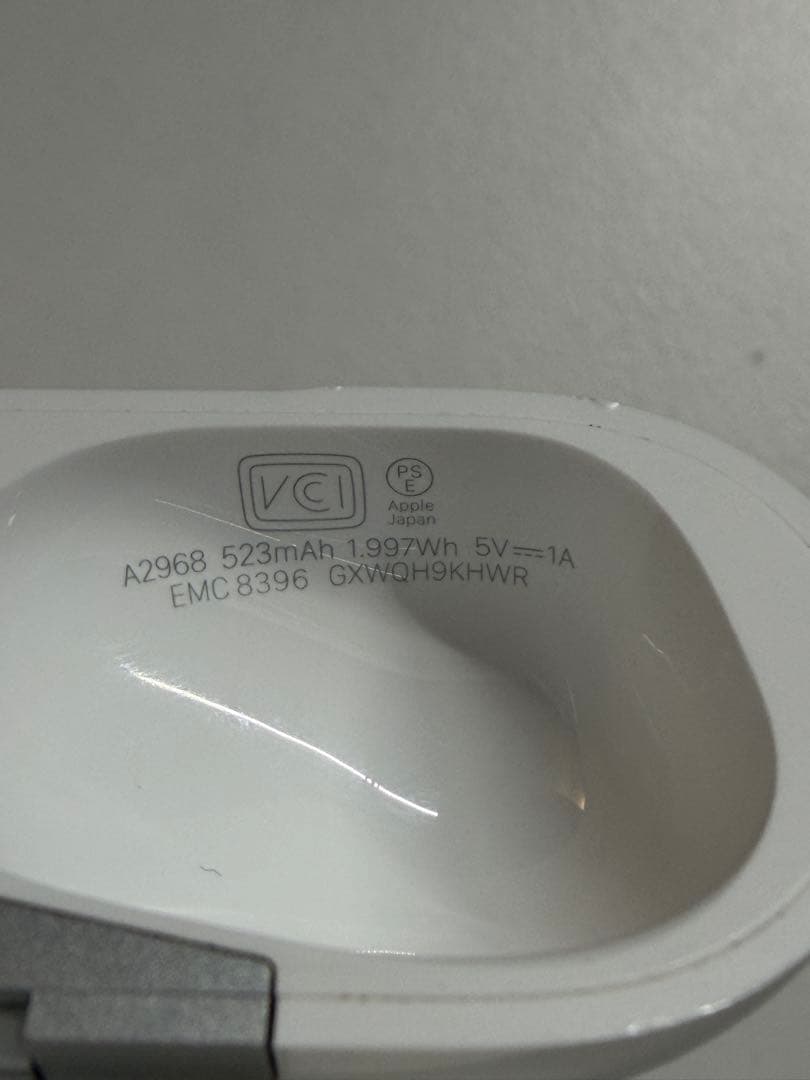 VCI
PS
E
Apple
Japan
A2968 523mAh 1.997Wh 5V⎓1A
EMC 8396 GXWQH9KHWR